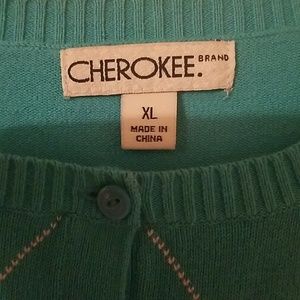 CHEROKEE. BRAND
XL
MADE IN
CHINA